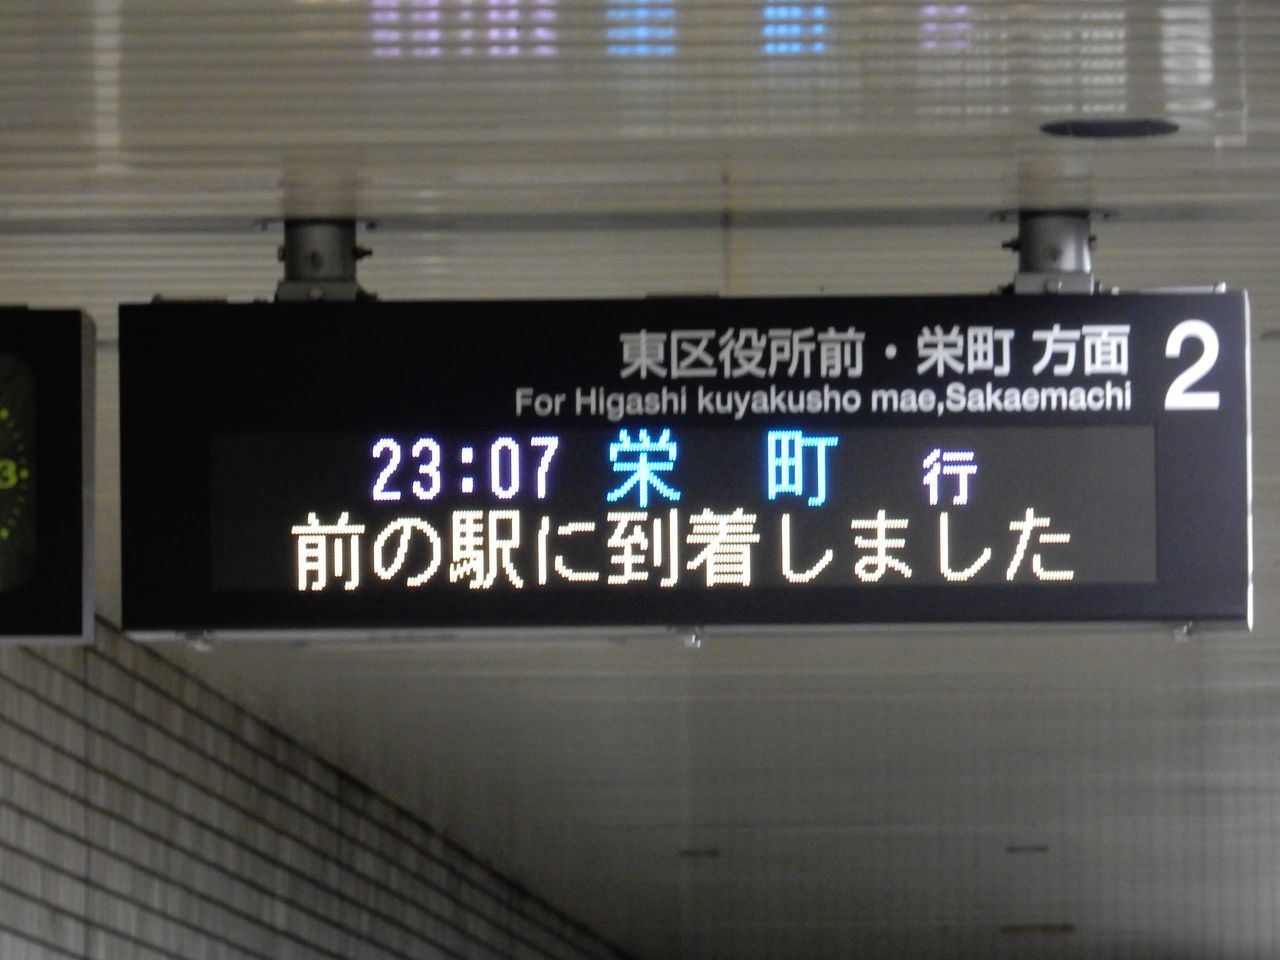 東区役所前・栄町 方面 2
For Higashi kuyakusho mae,Sakaemachi
23:07 栄 町 行
前の駅に到着しました
3